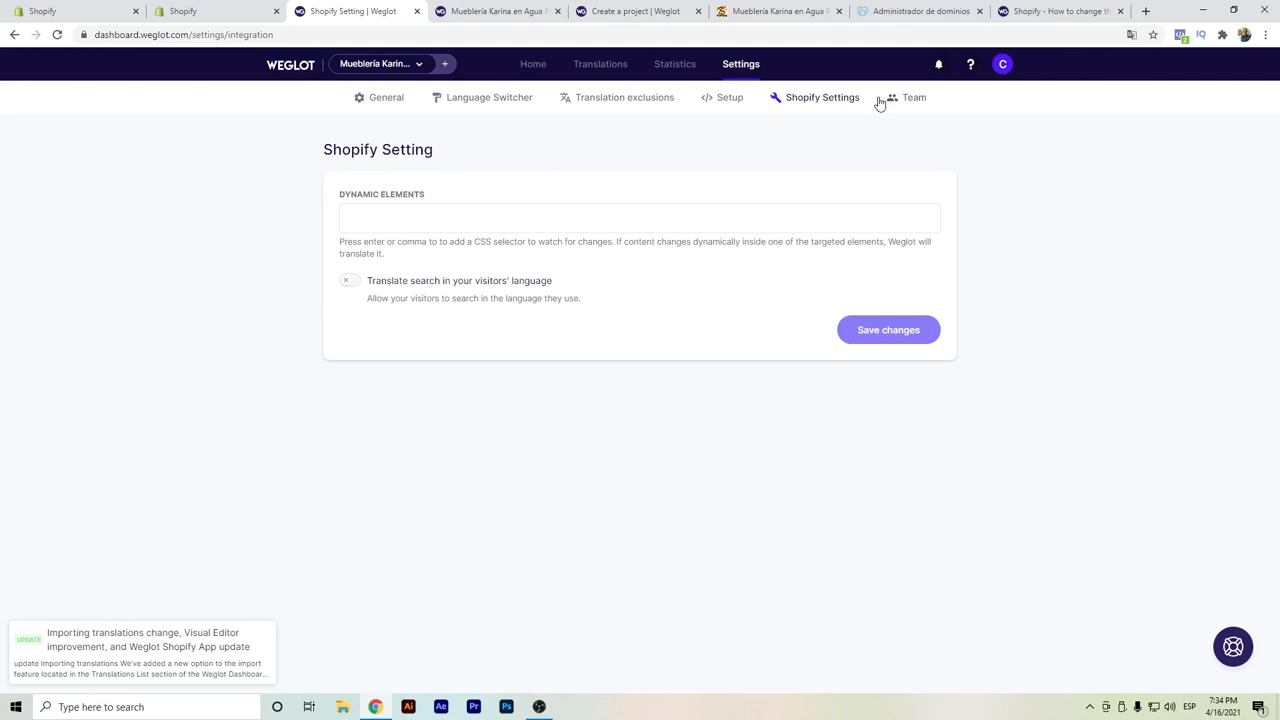 Shopify
Shopify
Shopify Setting | Weglot
Mueblería Karina en Agua P
Create a project | Weglot
Mueblería Karina en Agua P
Administrador de dominios
Shopify - How to change th
dashboard.weglot.com/settings/integration
WEGLOT
Mueblería Karin...
Home
Translations
Statistics
Settings
C
General
Language Switcher
Translation exclusions
Setup
Shopify Settings
Team
Shopify Setting
DYNAMIC ELEMENTS
Press enter or comma to to add a CSS selector to watch for changes. If content changes dynamically inside one of the targeted elements, Weglot will
translate it.
Translate search in your visitors' language
Allow your visitors to search in the language they use.
Save changes
UPDATE
Importing translations change, Visual Editor
improvement, and Weglot Shopify App update
update Importing translations We've added a new option to the import
feature located in the Translations List section of the Weglot Dashboar...
Type here to search
Ai
Ae
Pr
Ps
ESP
7:34 PM
4/16/2021